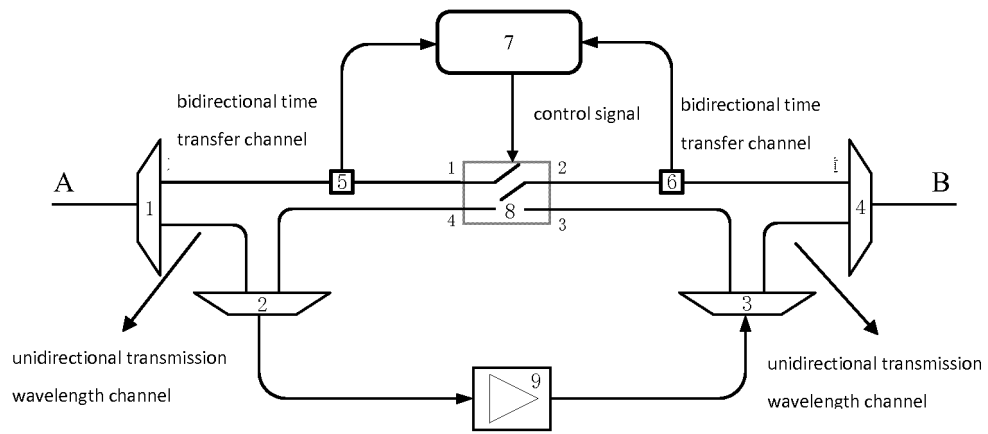 7
bidirectional time
transfer channel
control signal
bidirectional time
transfer channel
A
1
5
1
2
8
4
3
6
4
B
2
3
unidirectional transmission
wavelength channel
9
unidirectional transmission
wavelength channel